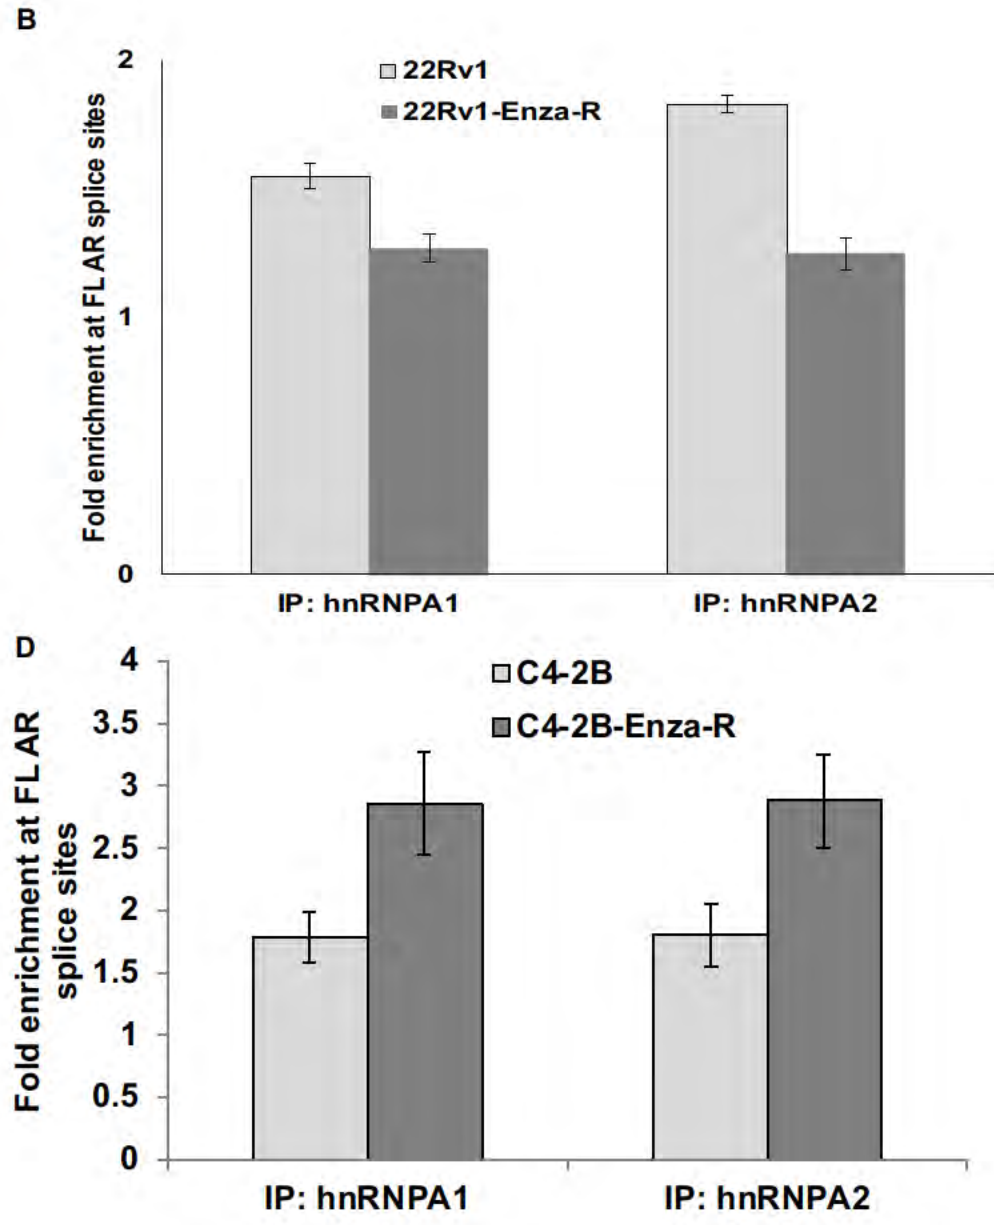 B
2
22Rv1
22Rv1-Enza-R
Fold enrichment at FL AR splice sites
1
0
IP: hnRNPA1
IP: hnRNPA2
D
4
C4-2B
3.5
C4-2B-Enza-R
3
Fold enrichment at FL AR
splice sites
2.5
2
1.5
1
0.5
0
IP: hnRNPA1
IP: hnRNPA2